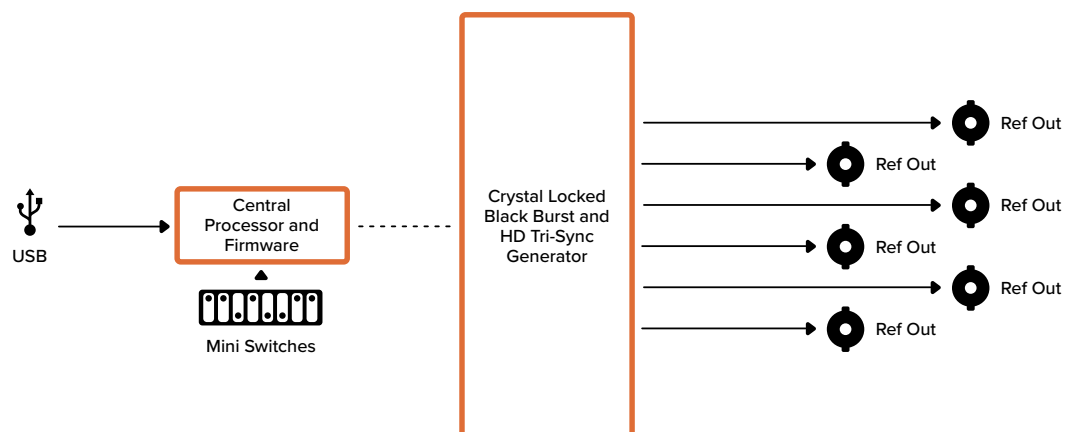 USB
Central
Processor and
Firmware
Mini Switches
Crystal Locked
Black Burst and
HD Tri-Sync
Generator
Ref Out
Ref Out
Ref Out
Ref Out
Ref Out
Ref Out